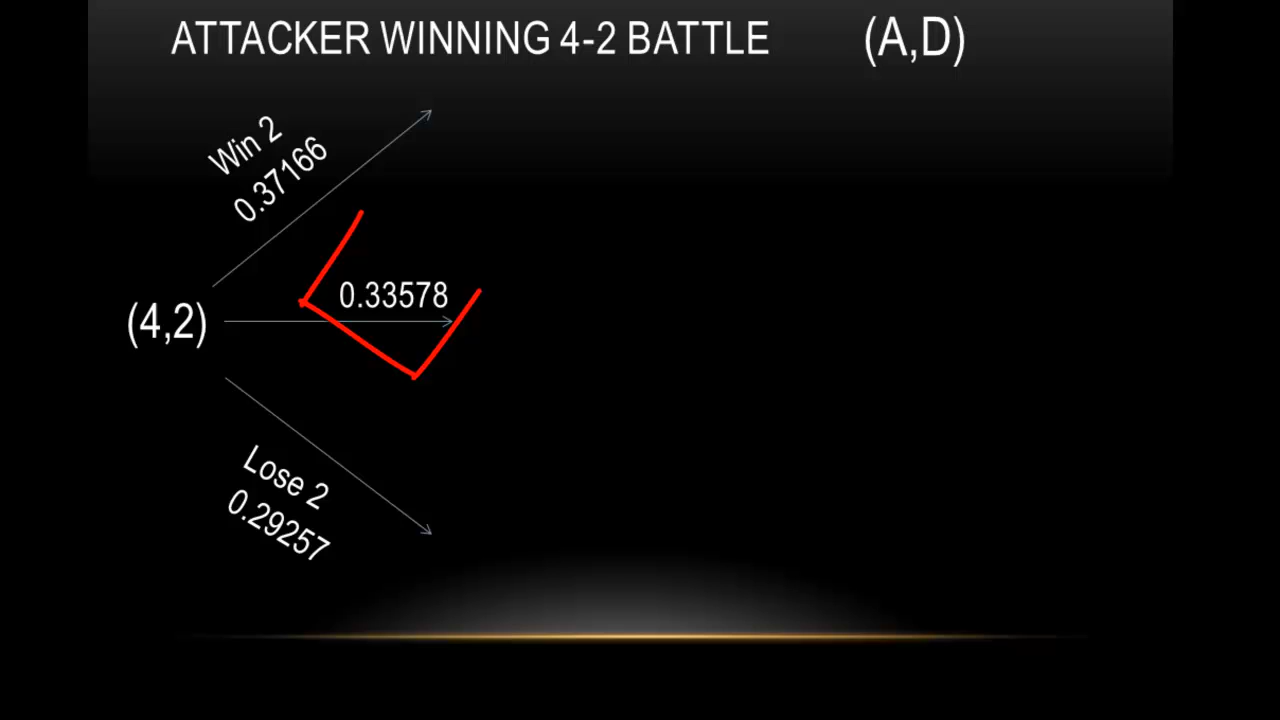 ATTACKER WINNING 4-2 BATTLE (A,D)
Win 2
0.37166
(4,2)
0.33578
Lose 2
0.29257